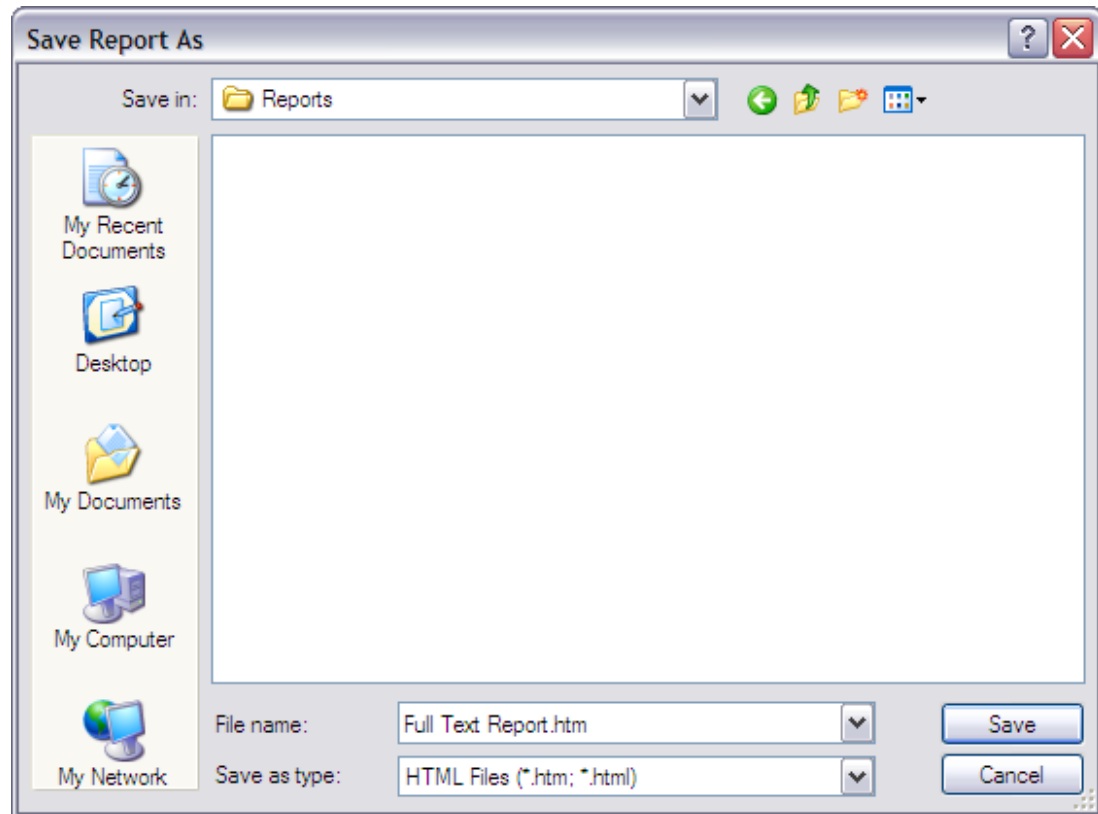 Save Report As
Save in:
Reports
My Recent
Documents
Desktop
My Documents
My Computer
My Network
File name:
Full Text Report.htm
Save
Save as type:
HTML Files (*.htm; *.html)
Cancel